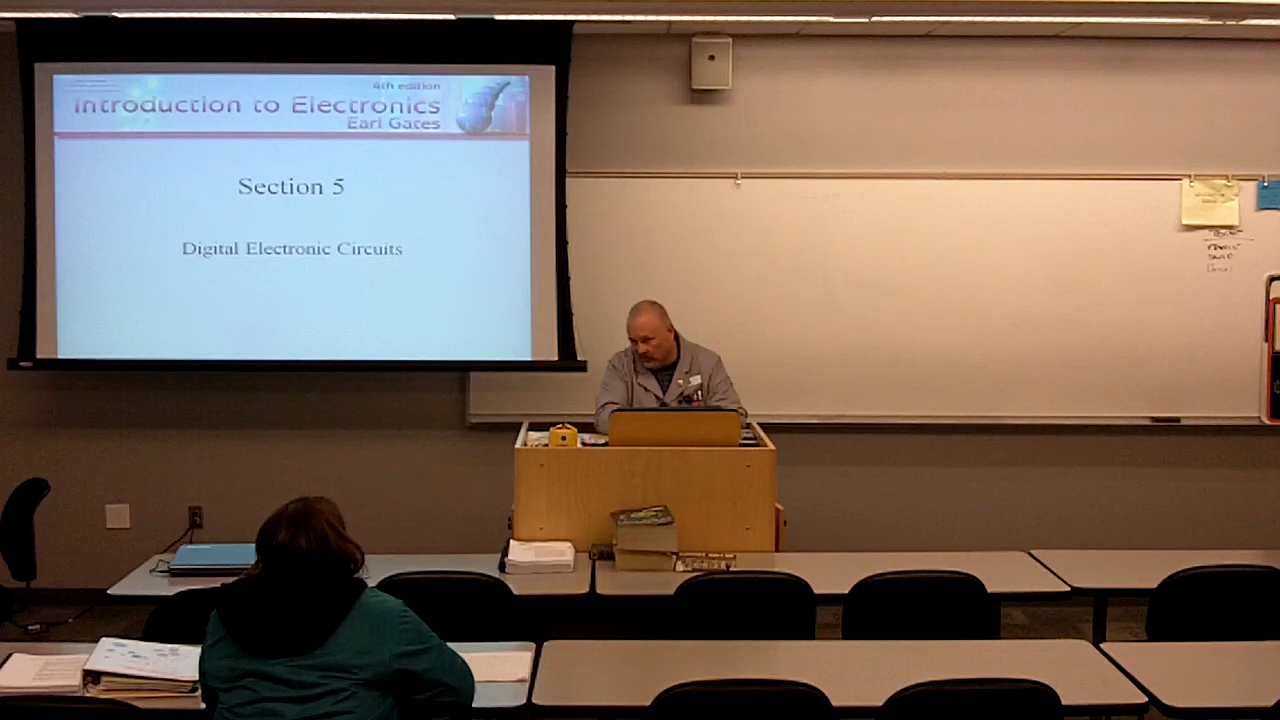 4th edition
Introduction to Electronics
Earl Gates
Section 5
Digital Electronic Circuits